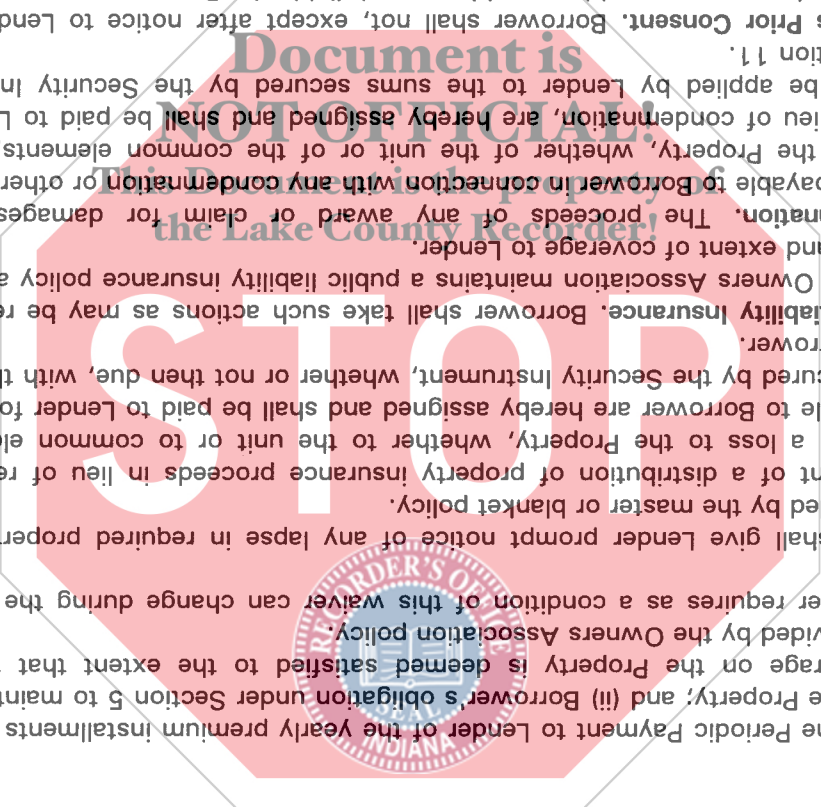 Document is
NOT OFFICIAL!
This Document is the property of
the Lake County Recorder!
STOP
RECORDER'S OFFICE
SEAL
INDIANA
he Periodic Payment to Lender of the yearly premium installments
e Property; and (ii) Borrower's obligation under Section 5 to maint
erage on the Property is deemed satisfied to the extent that
vided by the Owners Association policy.
er requires as a condition of this waiver can change during the
hall give Lender prompt notice of any lapse in required proper
ed by the master or blanket policy.
nt of a distribution of property insurance proceeds in lieu of re
a loss to the Property, whether to the unit or to common ele
le to Borrower are hereby assigned and shall be paid to Lender fo
cured by the Security Instrument, whether or not then due, with th
rrower.
iability Insurance. Borrower shall take such actions as may be re
Owners Association maintains a public liability insurance policy a
nd extent of coverage to Lender.
nation. The proceeds of any award or claim for damages
payable to Borrower in connection with any condemnation or other
the Property, whether of the unit or of the common elements
ieu of condemnation, are hereby assigned and shall be paid to L
be applied by Lender to the sums secured by the Security In
tion 11.
s Prior Consent. Borrower shall not, except after notice to Lend